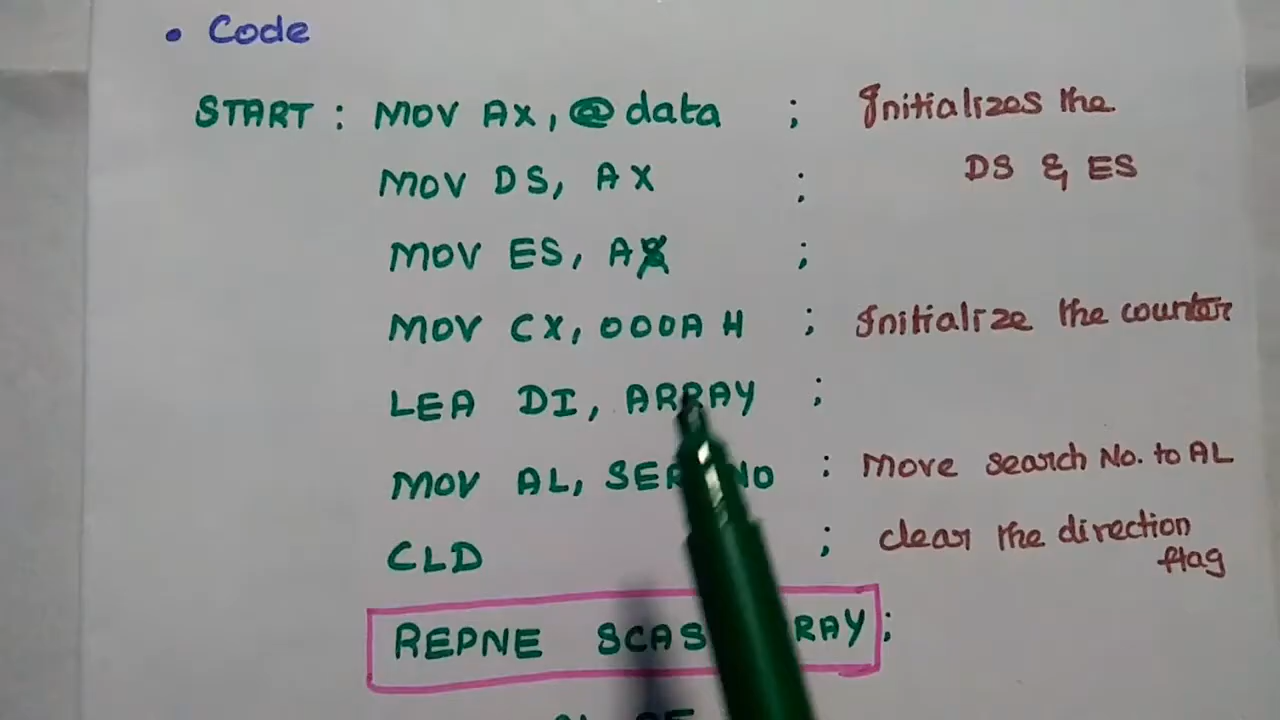 • Code
START : MOV AX, @data ; Initializes the
MOV DS, AX ; DS & ES
MOV ES, AX ;
MOV CX, 000A H ; Initialize the counter
LEA DI, ARRAY ;
MOV AL, ; Move search No. to AL
CLD ; clear the direction
flag
REPNE ;